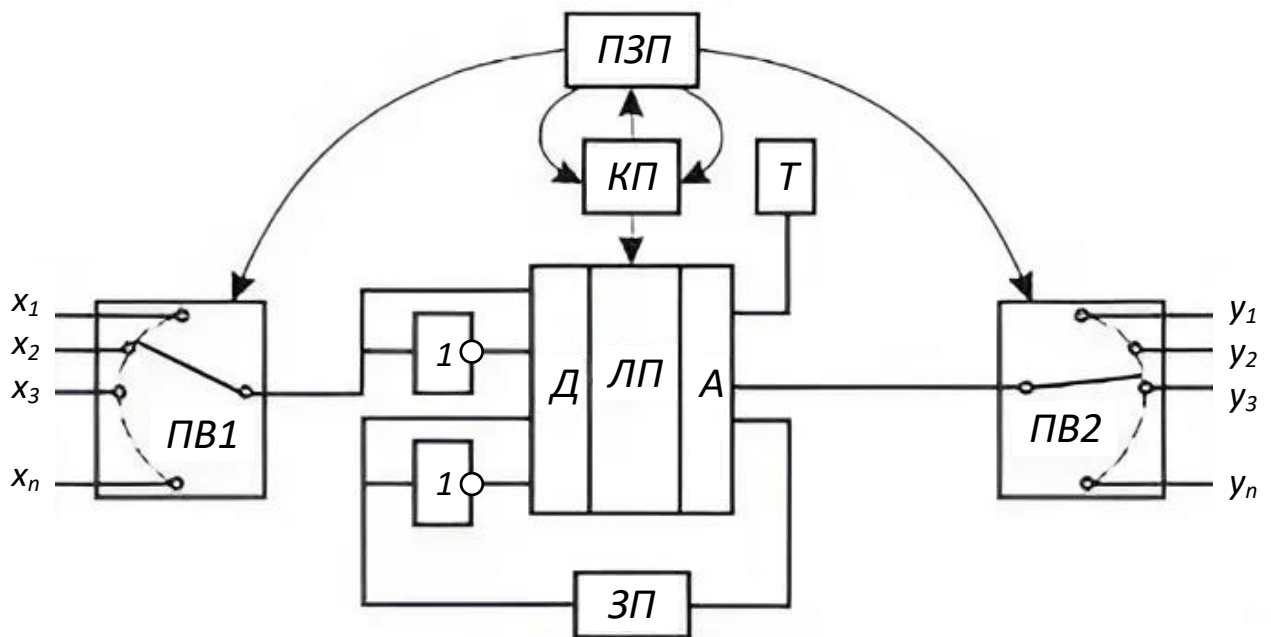 ПЗП
КП
Т
x₁
x₂
x₃
xₙ
ПВ1
1
1
Д
ЛП
А
ЗП
ПВ2
y₁
y₂
y₃
yₙ